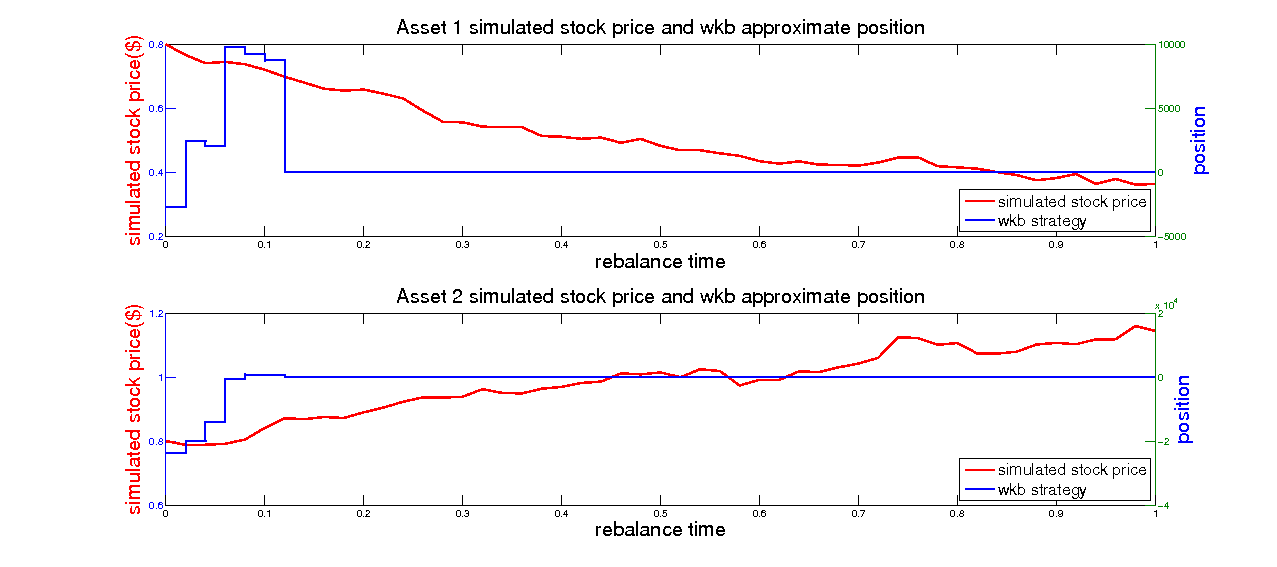 Asset 1 simulated stock price and wkb approximate position
simulated stock price($)
0.8
0.6
0.4
0.2
10000
5000
0
-5000
position
simulated stock price
wkb strategy
0 0.1 0.2 0.3 0.4 0.5 0.6 0.7 0.8 0.9 1
rebalance time
Asset 2 simulated stock price and wkb approximate position
simulated stock price($)
1.2
1
0.8
0.6
x 10^4
2
0
-2
-4
position
simulated stock price
wkb strategy
0 0.1 0.2 0.3 0.4 0.5 0.6 0.7 0.8 0.9 1
rebalance time